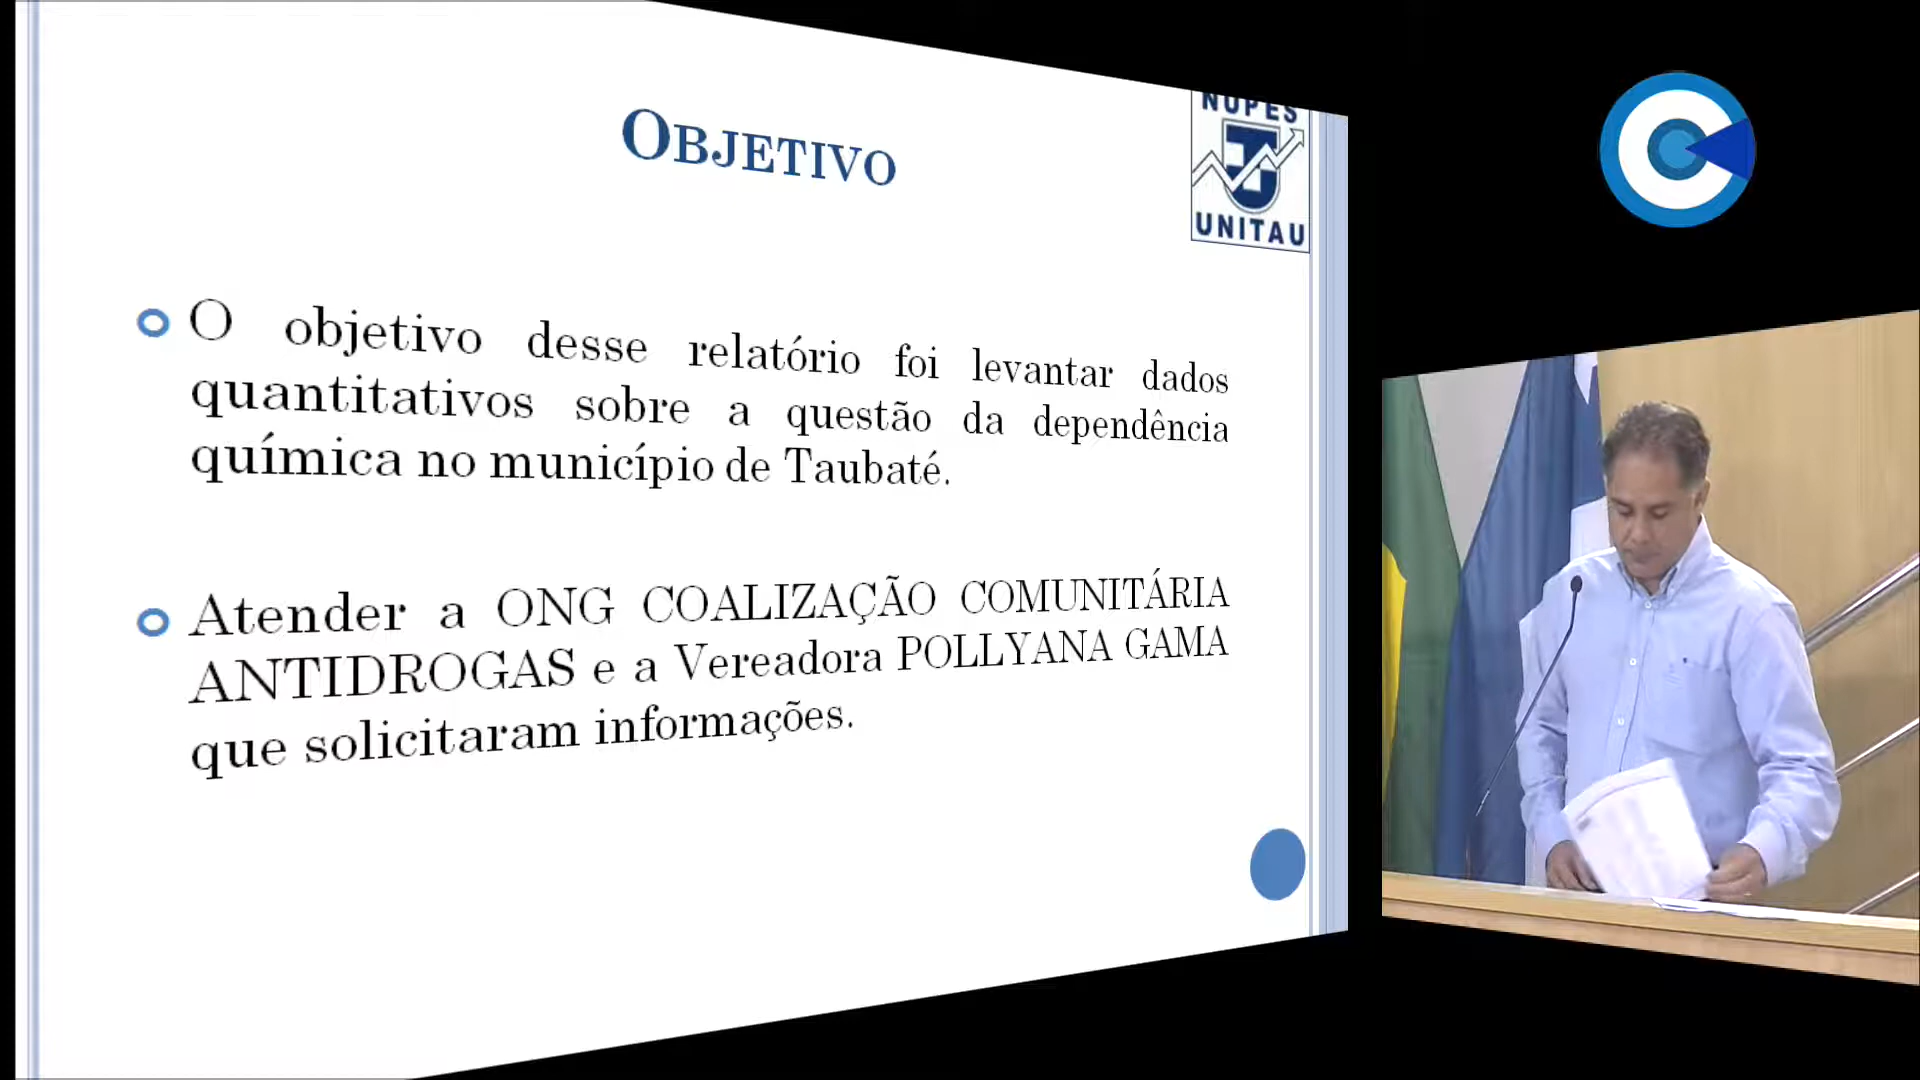 OBJETIVO
NUPES
UNITAU
O objetivo desse relatório foi levantar dados
quantitativos sobre a questão da dependência
química no município de Taubaté.
Atender a ONG COALIZAÇÃO COMUNITÁRIA
ANTIDROGAS e a Vereadora POLLYANA GAMA
que solicitaram informações.